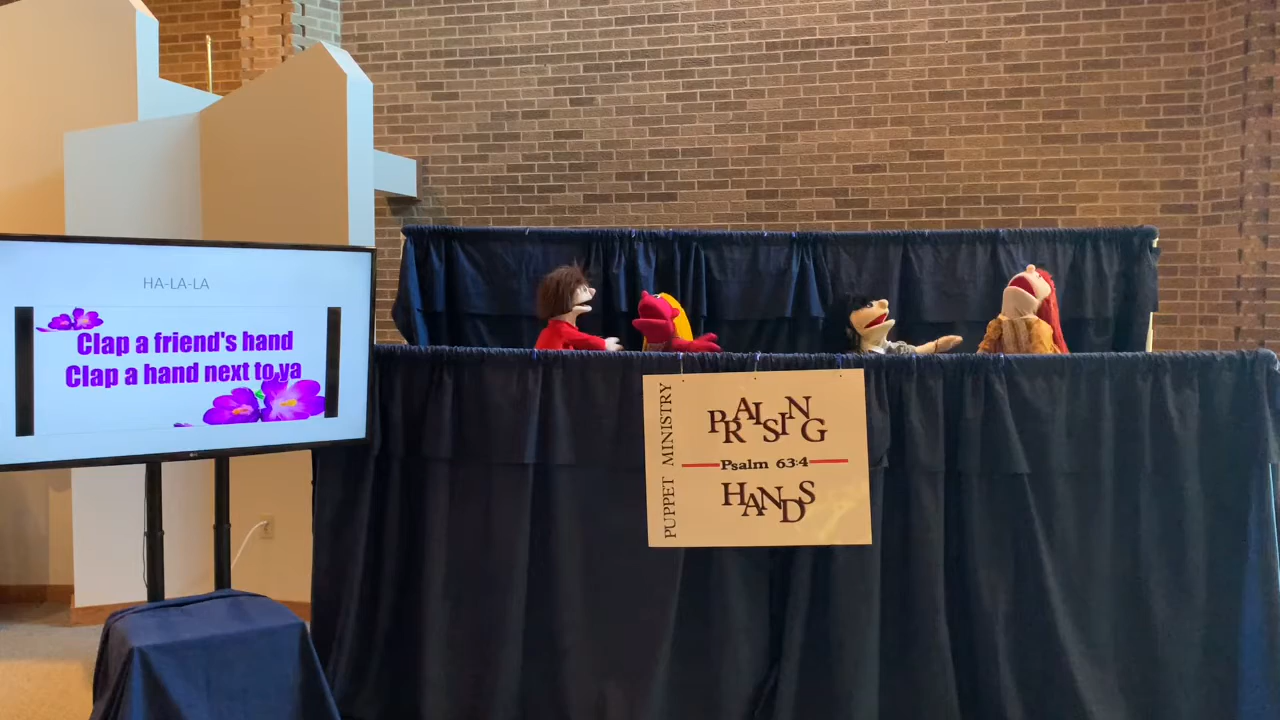 HA-LA-LA
Clap a friend's hand
Clap a hand next to ya
PUPPET MINISTRY
PRAISING
Psalm 63:4
HANDS